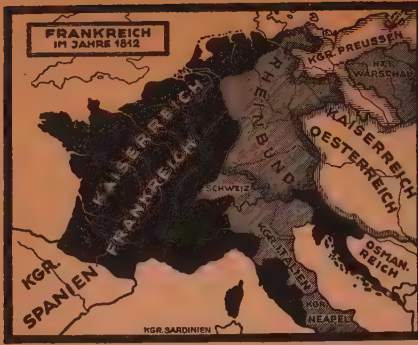 FRANKREICH
IM JAHRE 1812
KGR. PREUSSEN
HZT.
WARSCHAU
RHEINBUND
KAISERREICH
FRANKREICH
KAISERREICH
OESTERREICH
SCHWEIZ
KGR. ITALIEN
OSMAN.
REICH
KGR.
SPANIEN
KGR.
NEAPEL
KGR. SARDINIEN